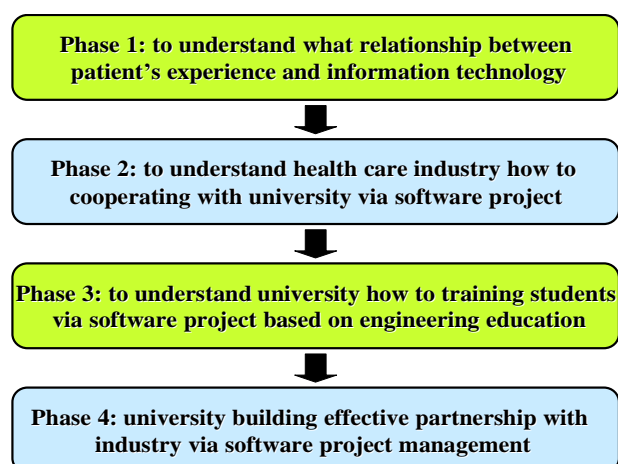 Phase 1: to understand what relationship between
patient's experience and information technology
Phase 2: to understand health care industry how to
cooperating with university via software project
Phase 3: to understand university how to training students
via software project based on engineering education
Phase 4: university building effective partnership with
industry via software project management